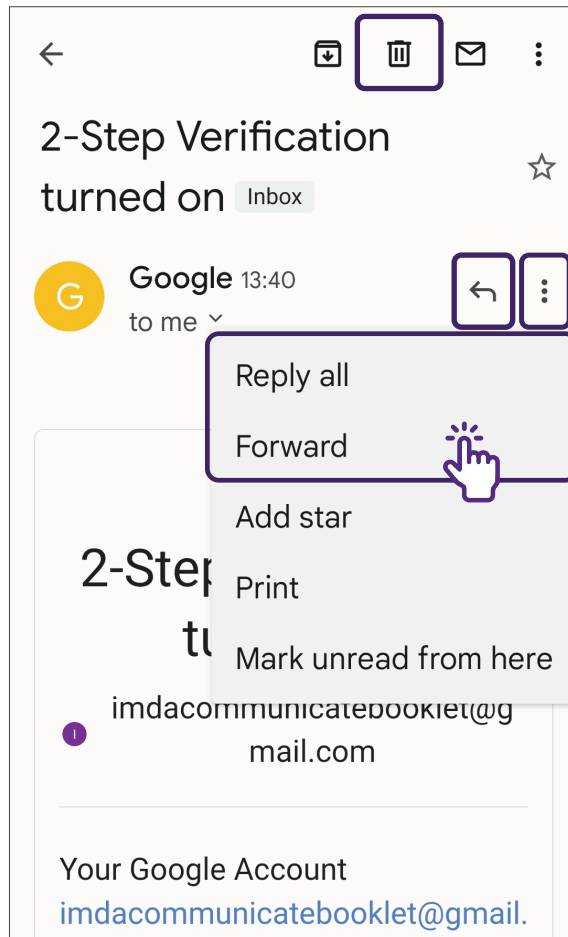 2-Step Verification
turned on Inbox
G
Google 13:40
to me
Reply all
Forward
Add star
Print
Mark unread from here
2-Step
imdacommunicatebooklet@g
mail.com
I
Your Google Account
imdacommunicatebooklet@gmail.